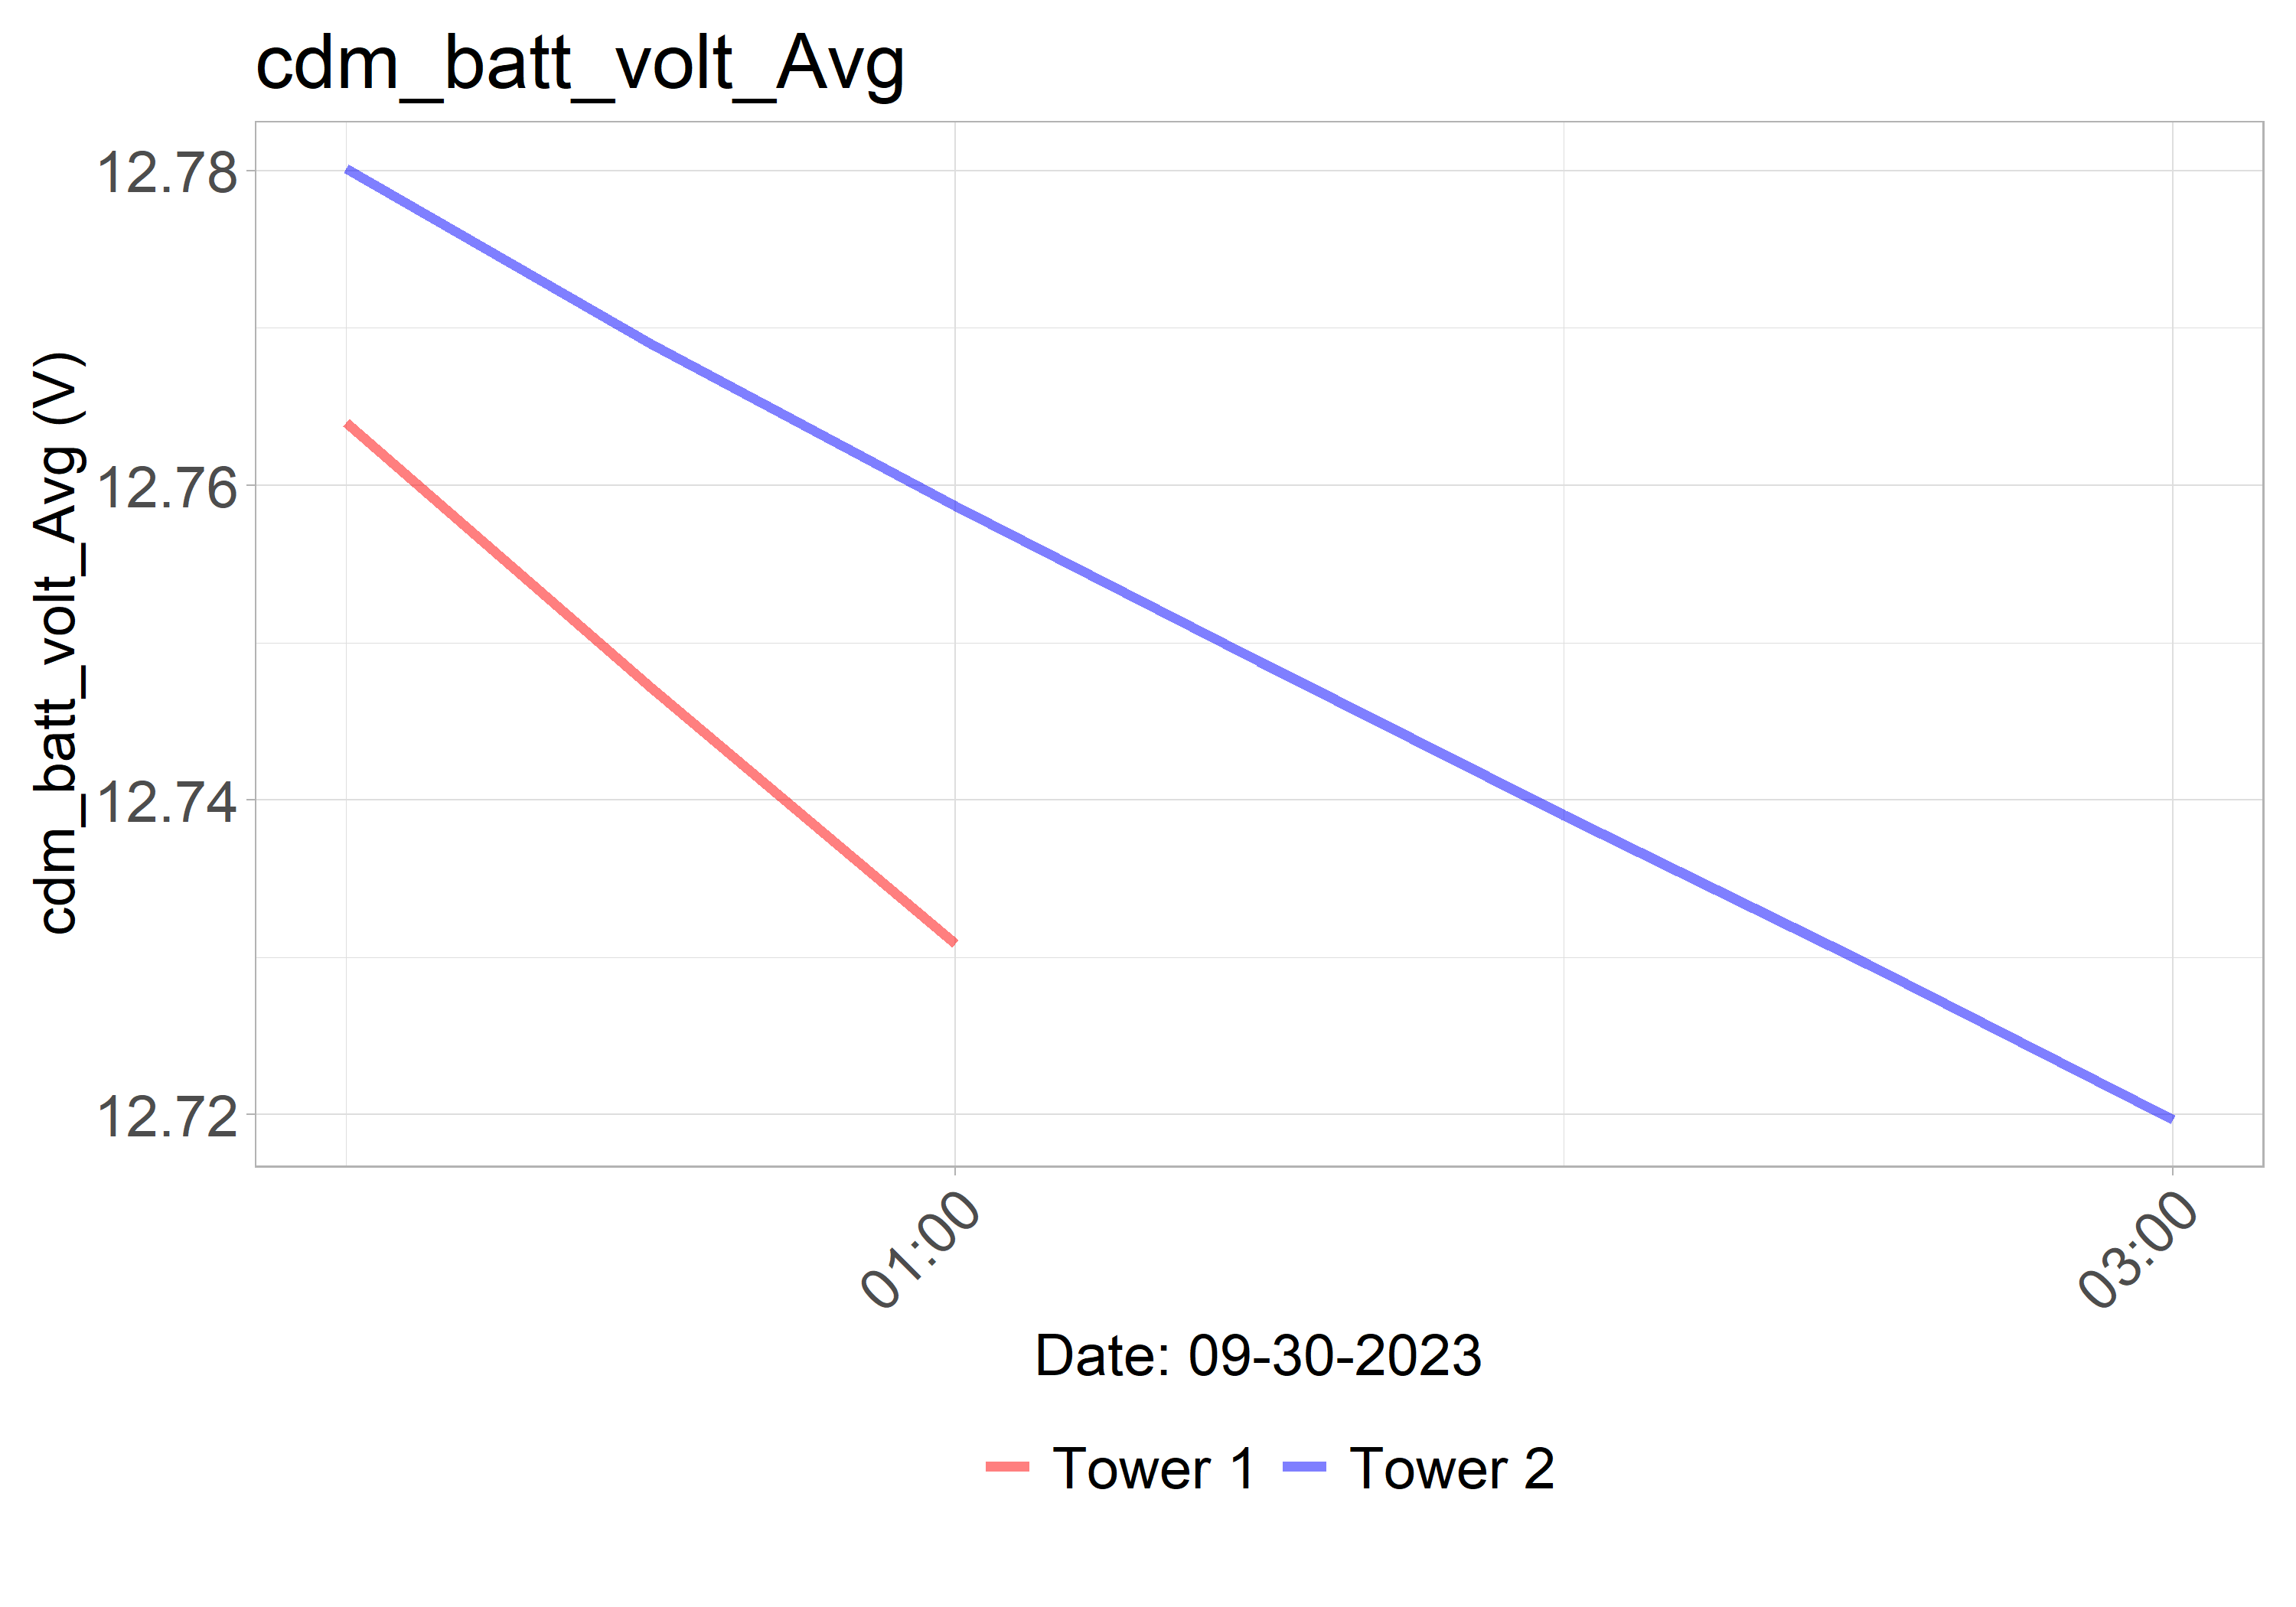 cdm_batt_volt_Avg
cdm_batt_volt_Avg (V)
12.78
12.76
12.74
12.72
01:00
03:00
Date: 09-30-2023
Tower 1
Tower 2